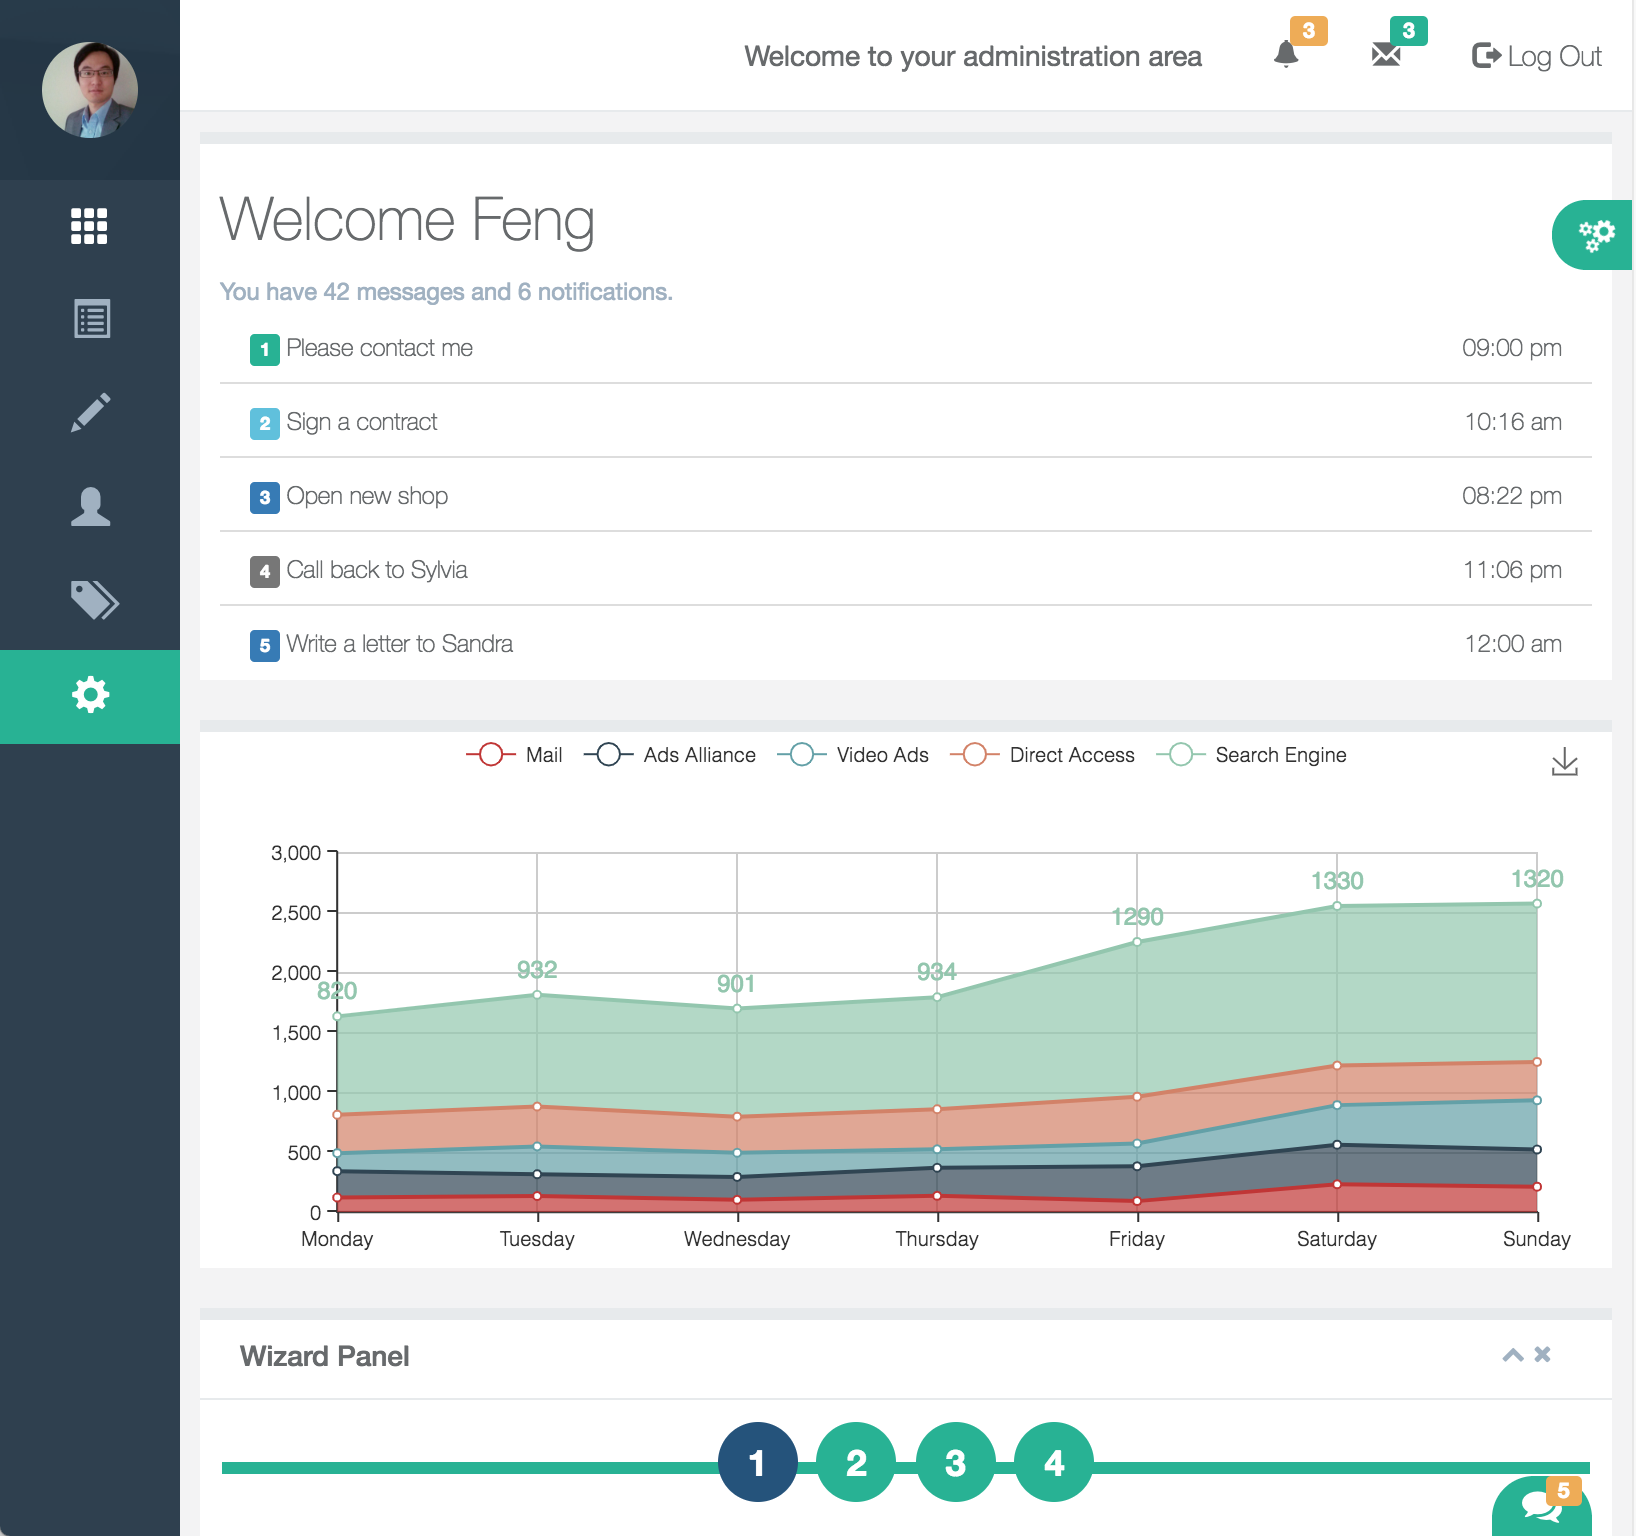 3
3
Welcome to your administration area
Log Out
Welcome Feng
You have 42 messages and 6 notifications.
1 Please contact me 09:00 pm
2 Sign a contract 10:16 am
3 Open new shop 08:22 pm
4 Call back to Sylvia 11:06 pm
5 Write a letter to Sandra 12:00 am
Mail Ads Alliance Video Ads Direct Access Search Engine
3,000
2,500
2,000
1,500
1,000
500
0
820 932 901 934 1290 1330 1320
Monday Tuesday Wednesday Thursday Friday Saturday Sunday
Wizard Panel
1 2 3 4
5